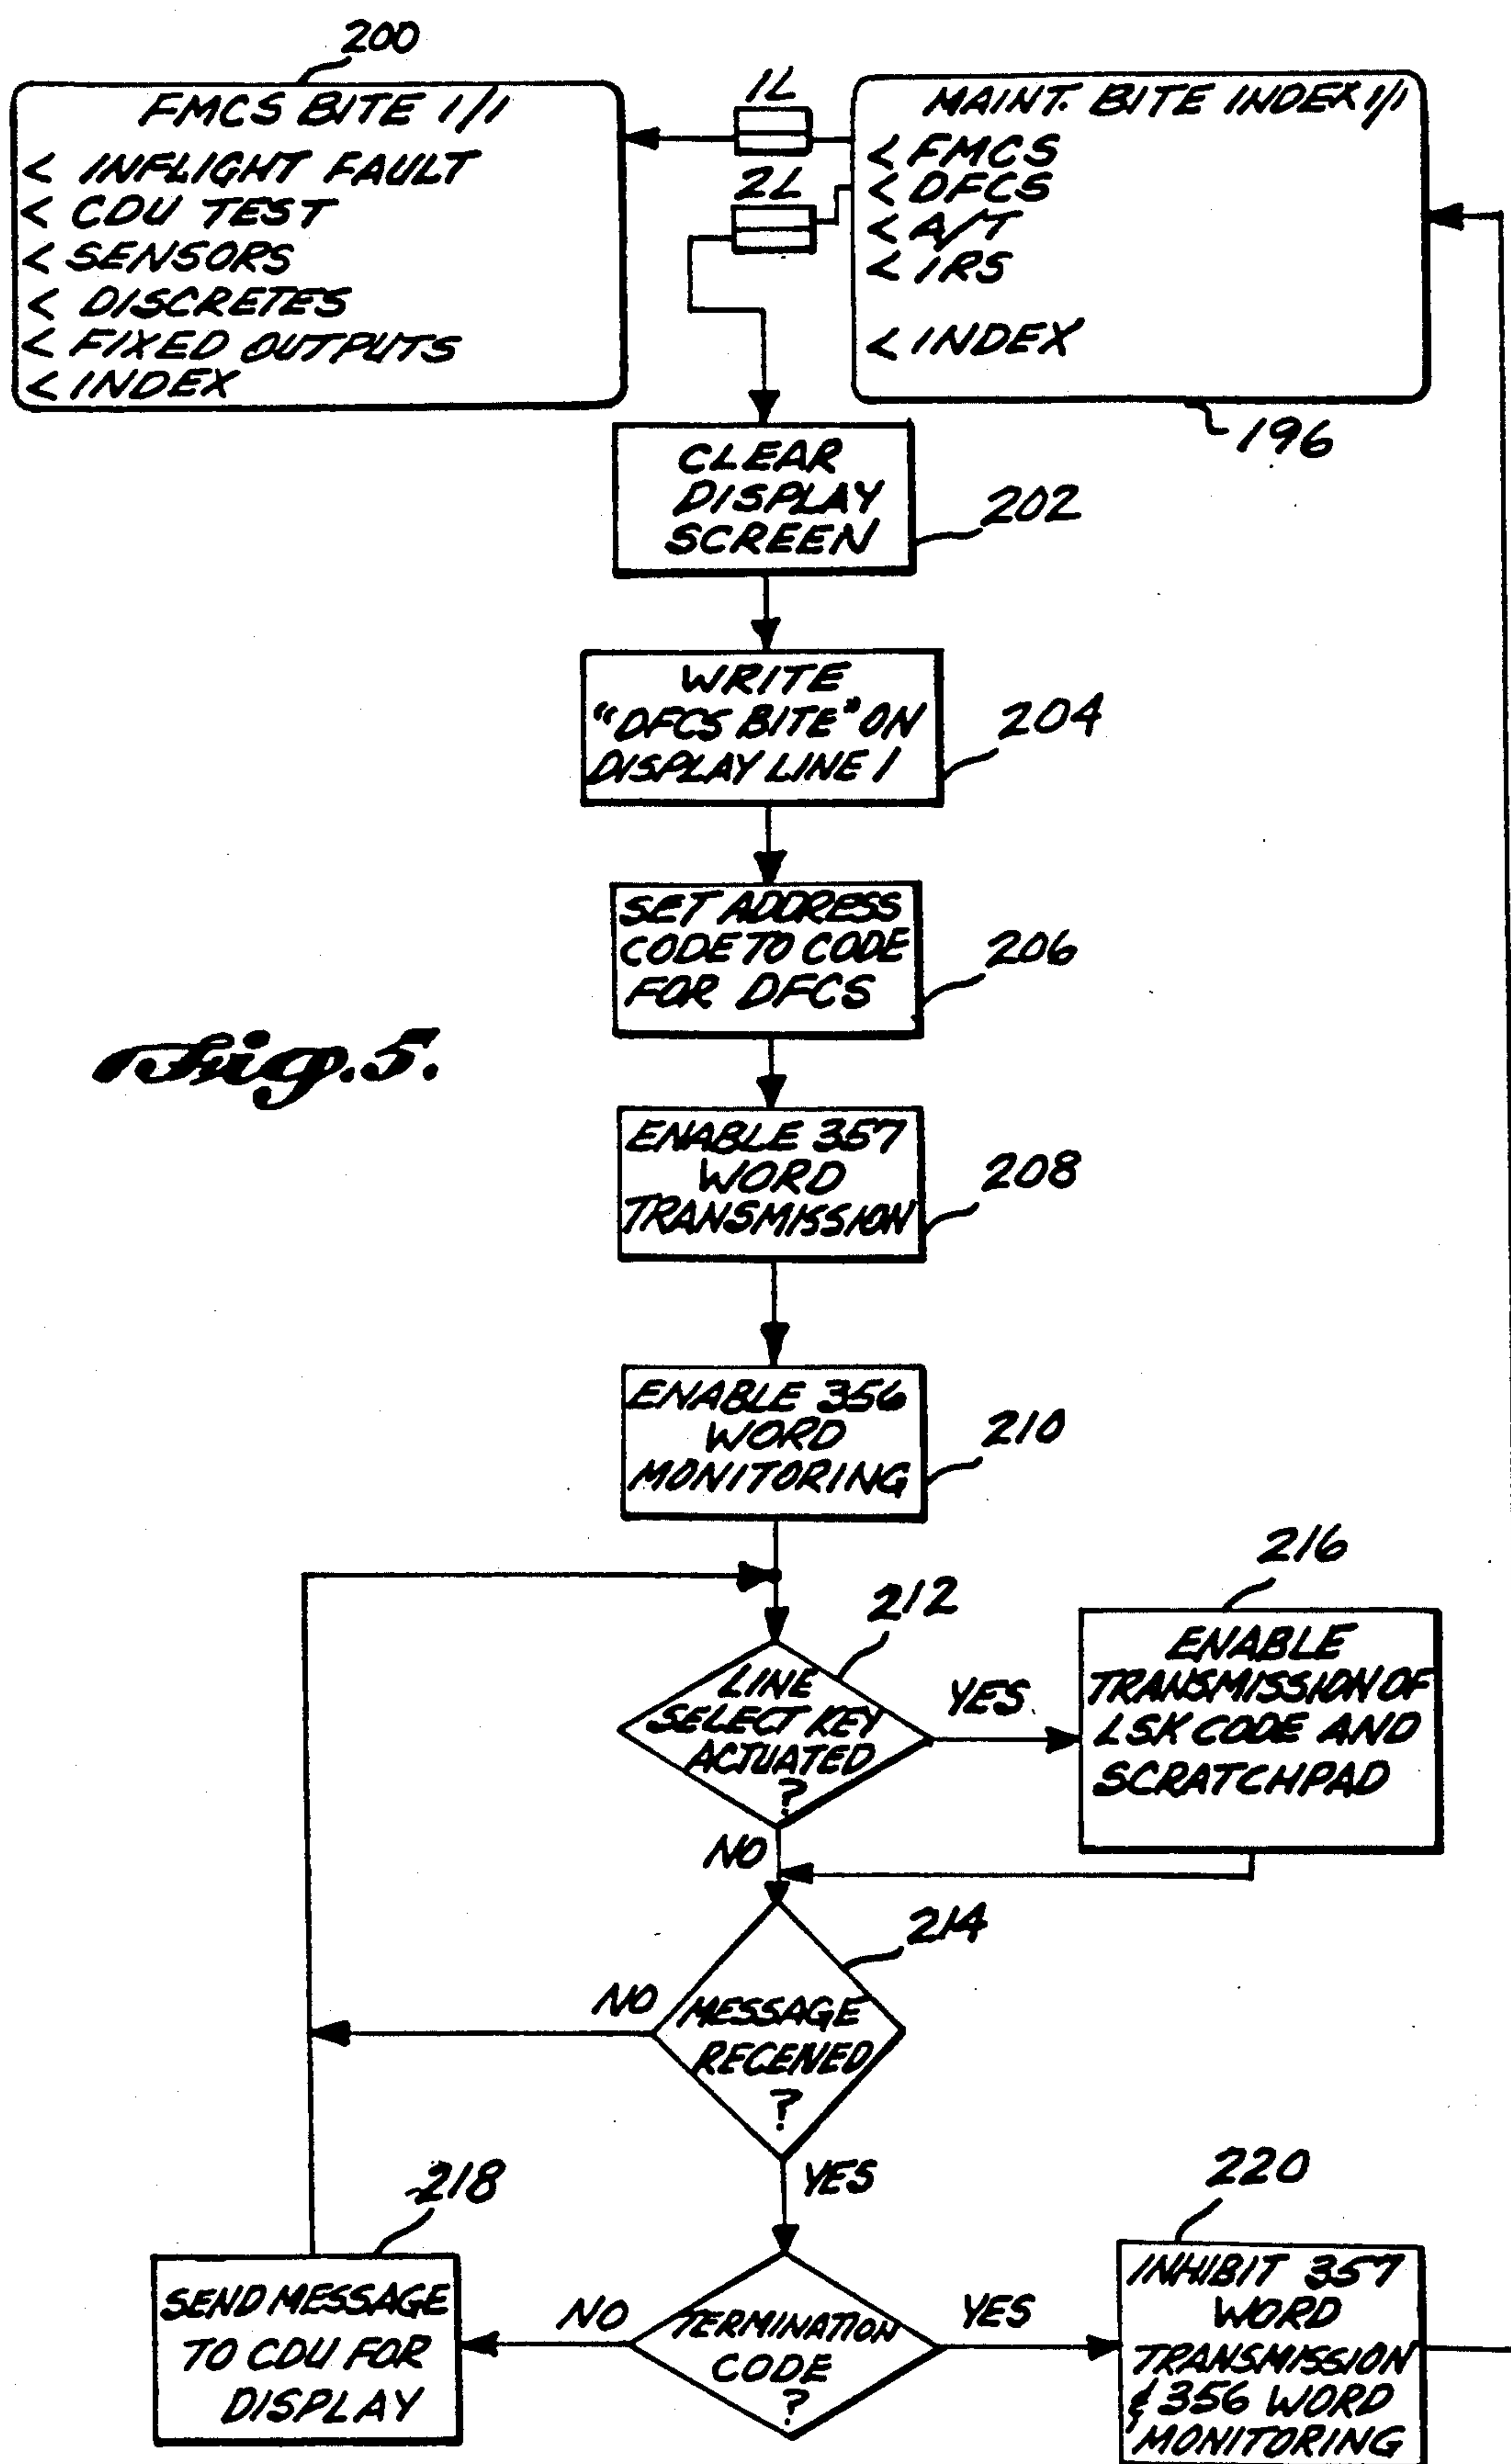 200
FMCS BITE 1/1
< INFLIGHT FAULT
< CDU TEST
< SENSORS
< DISCRETES
< FIXED OUTPUTS
< INDEX
1L
2L
MAINT. BITE INDEX 1/1
< FMCS
< DFCS
< A/T
< IRS
< INDEX
196
CLEAR
DISPLAY
SCREEN
202
WRITE
"DFCS BITE" ON
DISPLAY LINE 1
204
SET ADDRESS
CODE TO CODE
FOR DFCS
206
Fig. 5.
ENABLE 357
WORD
TRANSMISSION
208
ENABLE 356
WORD
MONITORING
210
212
LINE
SELECT KEY
ACTUATED
?
YES
216
ENABLE
TRANSMISSION OF
LSK CODE AND
SCRATCHPAD
NO
214
MESSAGE
RECEIVED
?
NO
YES
218
SEND MESSAGE
TO CDU FOR
DISPLAY
NO
TERMINATION
CODE
?
YES
220
INHIBIT 357
WORD
TRANSMISSION
& 356 WORD
MONITORING